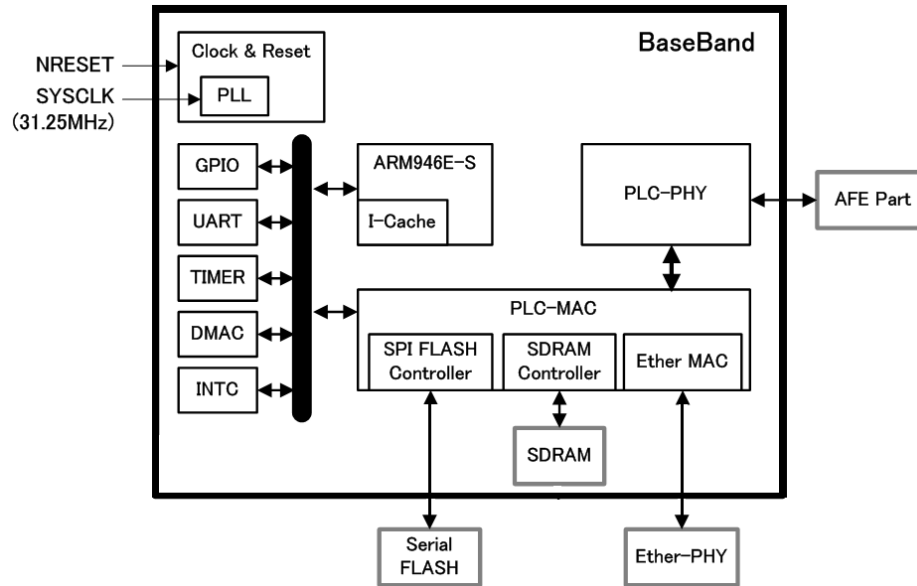 BaseBand
Clock & Reset
PLL
NRESET
SYSCLK
(31.25MHz)
GPIO
UART
TIMER
DMAC
INTC
ARM946E-S
I-Cache
PLC-PHY
AFE Part
PLC-MAC
SPI FLASH
Controller
SDRAM
Controller
Ether MAC
SDRAM
Serial
FLASH
Ether-PHY